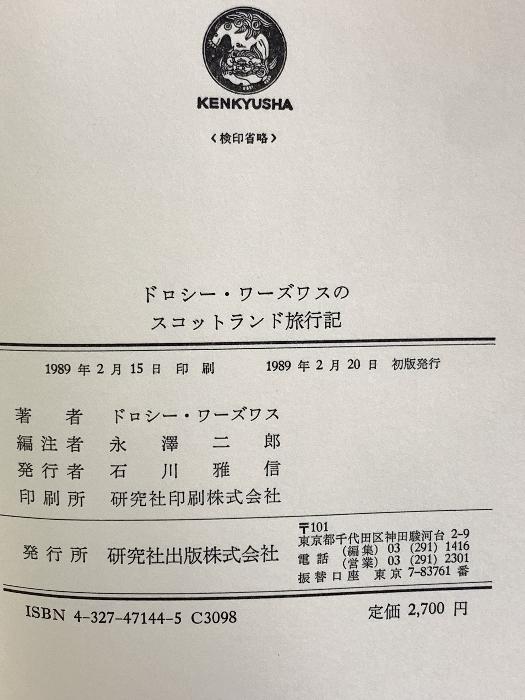 KENKYUSHA
〈検印省略〉
ドロシー・ワーズワスの
スコットランド旅行記
1989 年 2 月 15 日 印 刷 1989 年 2 月 20 日 初版発行
著 者 ドロシー・ワーズワス
編注者 永 澤 二 郎
発行者 石 川 雅 信
印刷所 研究社印刷株式会社
発行所 研究社出版株式会社
〒101
東京都千代田区神田駿河台 2-9
電話 (編集) 03 (291) 1416
(営業) 03 (291) 2301
振替口座 東京 7-83761 番
ISBN 4-327-47144-5 C3098 定価 2,700 円